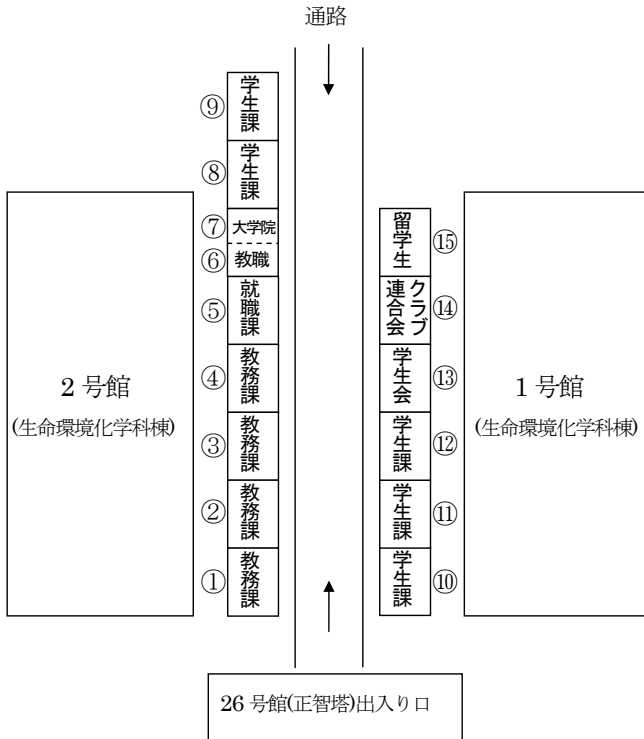 通路
⑨
学生課
⑧
学生課
⑦
大学院
⑥
教職
⑤
就職課
④
教務課
③
教務課
②
教務課
①
教務課
留学生
⑮
クラブ
連合会
⑭
学生会
⑬
学生課
⑫
学生課
⑪
学生課
⑩
2 号館
(生命環境化学科棟)
1 号館
(生命環境化学科棟)
26 号館(正智塔)出入り口